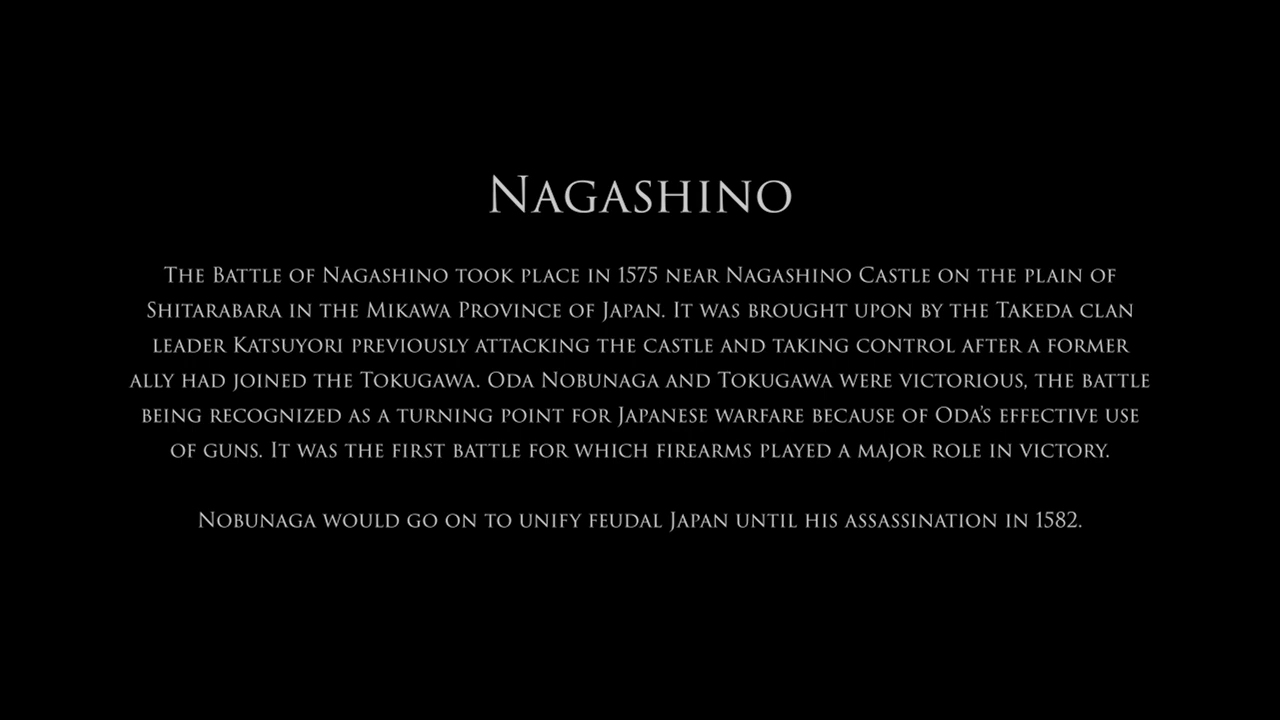 Nagashino
The Battle of Nagashino took place in 1575 near Nagashino Castle on the plain of
Shitarabara in the Mikawa Province of Japan. It was brought upon by the Takeda clan
leader Katsuyori previously attacking the castle and taking control after a former
ally had joined the Tokugawa. Oda Nobunaga and Tokugawa were victorious, the battle
being recognized as a turning point for Japanese warfare because of Oda's effective use
of guns. It was the first battle for which firearms played a major role in victory.
Nobunaga would go on to unify feudal Japan until his assassination in 1582.